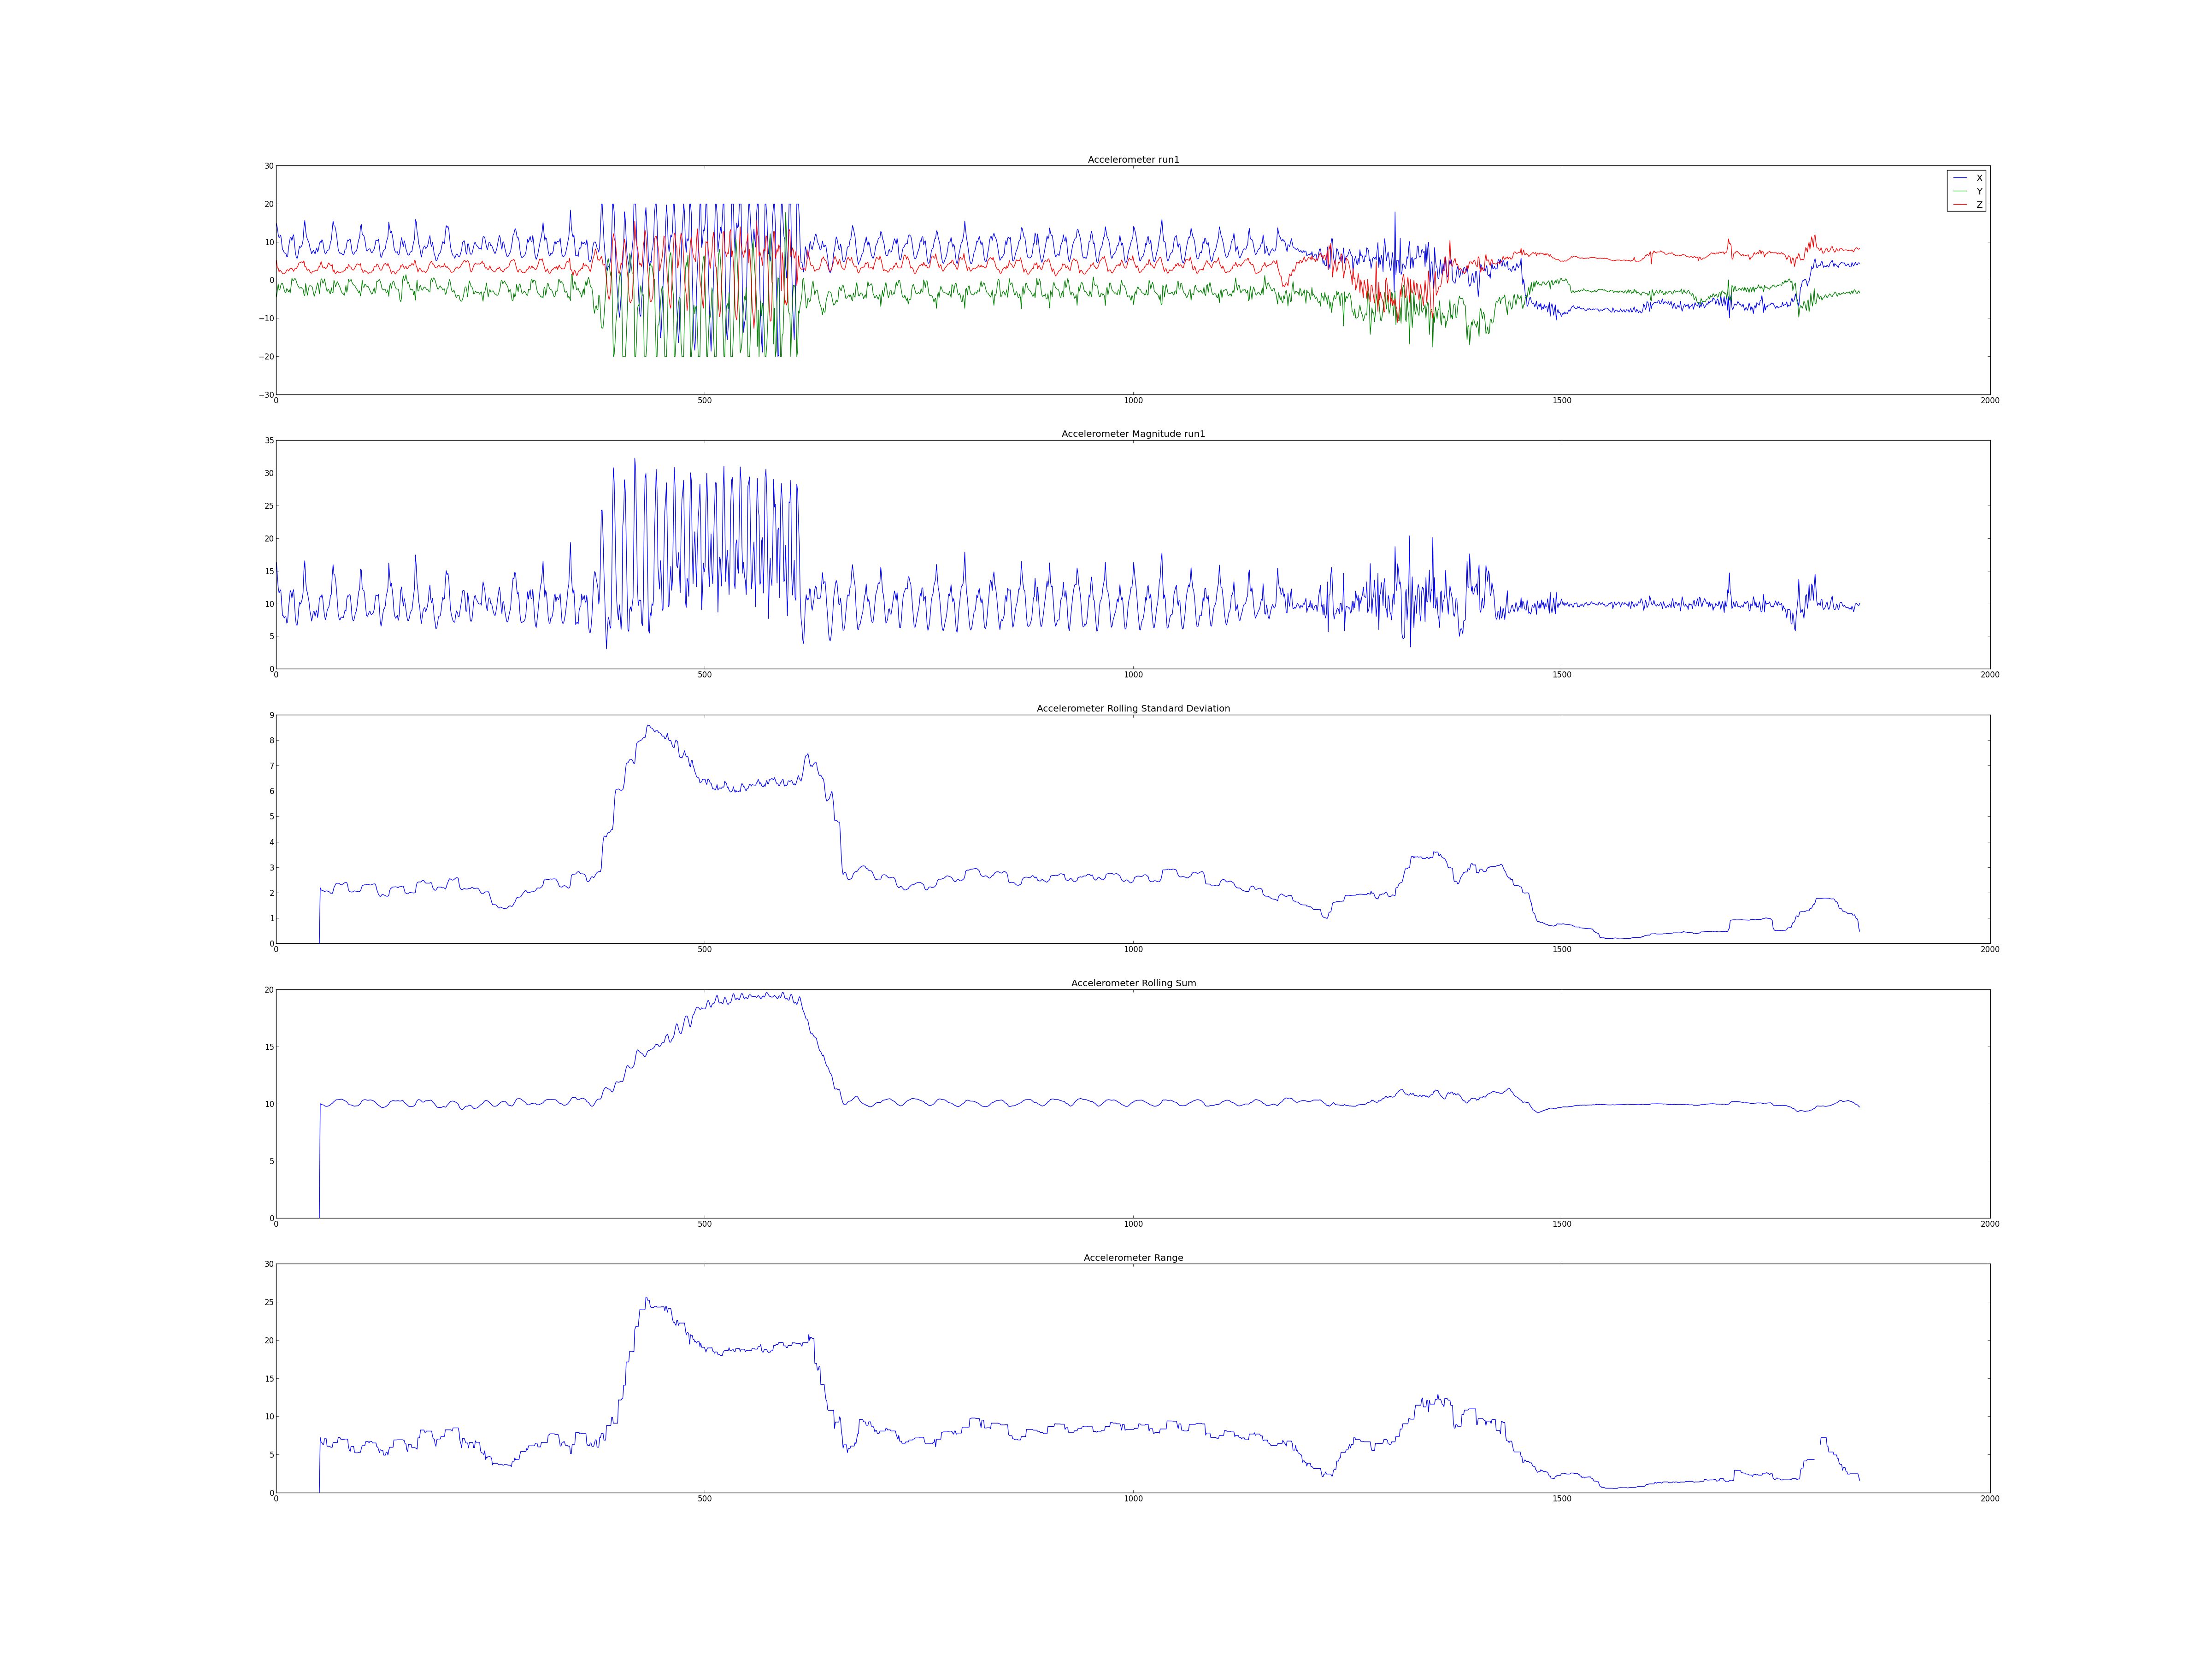 Accelerometer run1
30
20
10
0
−10
−20
−30
X
Y
Z
0 500 1000 1500 2000
Accelerometer Magnitude run1
35
30
25
20
15
10
5
0
0 500 1000 1500 2000
Accelerometer Rolling Standard Deviation
9
8
7
6
5
4
3
2
1
0
0 500 1000 1500 2000
Accelerometer Rolling Sum
20
15
10
5
0
0 500 1000 1500 2000
Accelerometer Range
30
25
20
15
10
5
0
0 500 1000 1500 2000